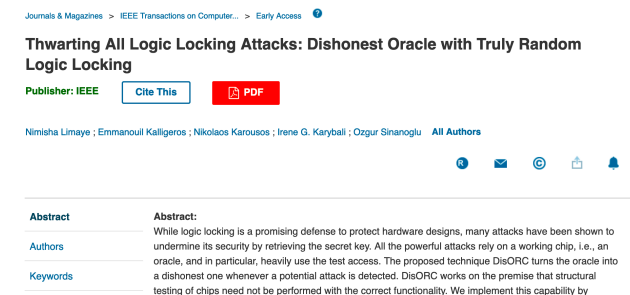 Journals & Magazines > IEEE Transactions on Computer... > Early Access ?
Thwarting All Logic Locking Attacks: Dishonest Oracle with Truly Random
Logic Locking
Publisher: IEEE Cite This PDF
Nimisha Limaye ; Emmanouil Kalligeros ; Nikolaos Karousos ; Irene G. Karybali ; Ozgur Sinanoglu All Authors
R ©
Abstract
Authors
Keywords
Abstract:
While logic locking is a promising defense to protect hardware designs, many attacks have been shown to
undermine its security by retrieving the secret key. All the powerful attacks rely on a working chip, i.e., an
oracle, and in particular, heavily use the test access. The proposed technique DisORC turns the oracle into
a dishonest one whenever a potential attack is detected. DisORC works on the premise that structural
testing of chips need not be performed with the correct functionality. We implement this capability by